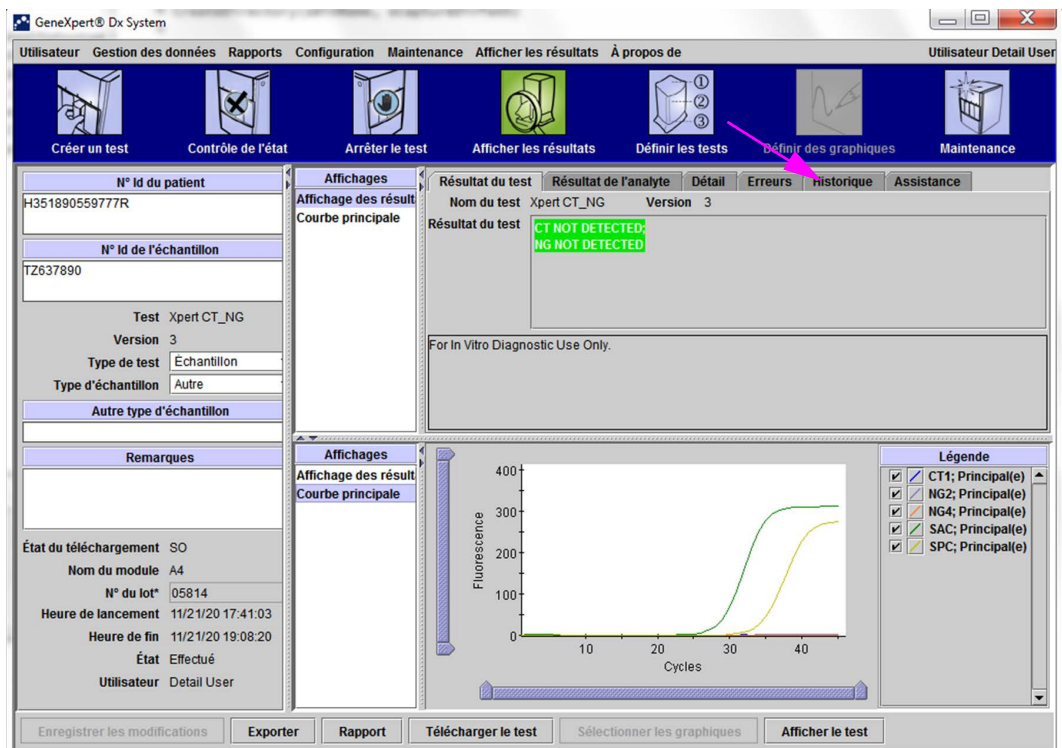 GeneXpert® Dx System
Utilisateur Gestion des données Rapports Configuration Maintenance Afficher les résultats À propos de Utilisateur Detail User
Créer un test Contrôle de l'état Arrêter le test Afficher les résultats Définir les tests Définir des graphiques Maintenance
N° Id du patient
H351890559777R
N° Id de l'échantillon
TZ637890
Test Xpert CT_NG
Version 3
Type de test Échantillon
Type d'échantillon Autre
Autre type d'échantillon
Remarques
État du téléchargement SO
Nom du module A4
N° du lot* 05814
Heure de lancement 11/21/20 17:41:03
Heure de fin 11/21/20 19:08:20
État Effectué
Utilisateur Detail User
Affichages
Affichage des résult
Courbe principale
Résultat du test Résultat de l'analyte Détail Erreurs Historique Assistance
Nom du test Xpert CT_NG Version 3
Résultat du test
CT NOT DETECTED;
NG NOT DETECTED
For In Vitro Diagnostic Use Only.
Affichages
Affichage des résult
Courbe principale
400
300
200
100
0
Fluorescence
10 20 30 40
Cycles
Légende
CT1; Principal(e)
NG2; Principal(e)
NG4; Principal(e)
SAC; Principal(e)
SPC; Principal(e)
Enregistrer les modifications Exporter Rapport Télécharger le test Sélectionner les graphiques Afficher le test